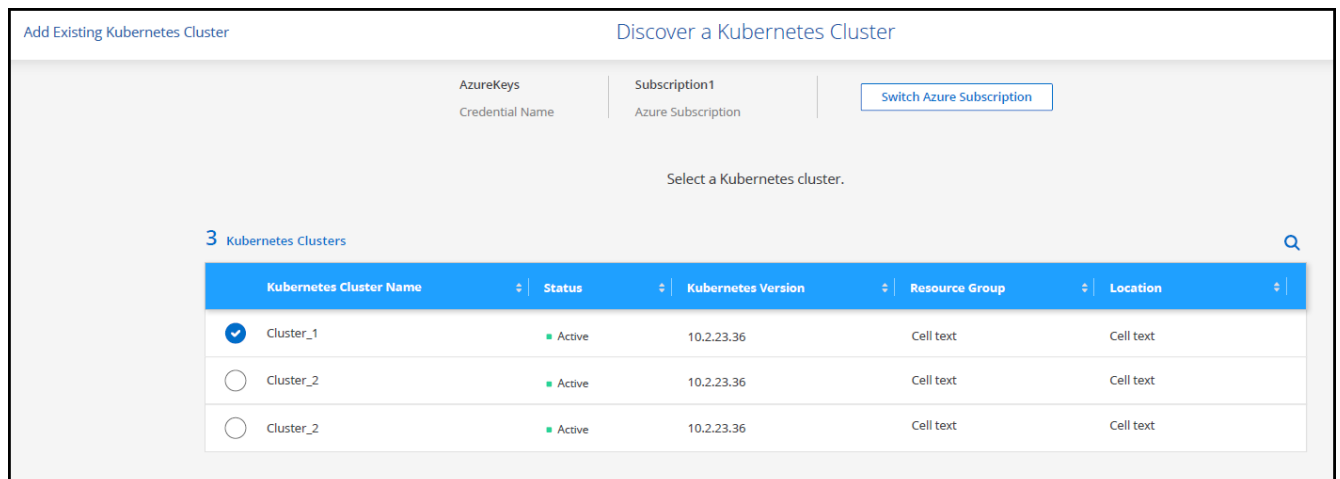 Add Existing Kubernetes Cluster Discover a Kubernetes Cluster
AzureKeys Subscription1 Switch Azure Subscription
Credential Name Azure Subscription
Select a Kubernetes cluster.
3 Kubernetes Clusters
Kubernetes Cluster Name Status Kubernetes Version Resource Group Location
Cluster_1 Active 10.2.23.36 Cell text Cell text
Cluster_2 Active 10.2.23.36 Cell text Cell text
Cluster_2 Active 10.2.23.36 Cell text Cell text